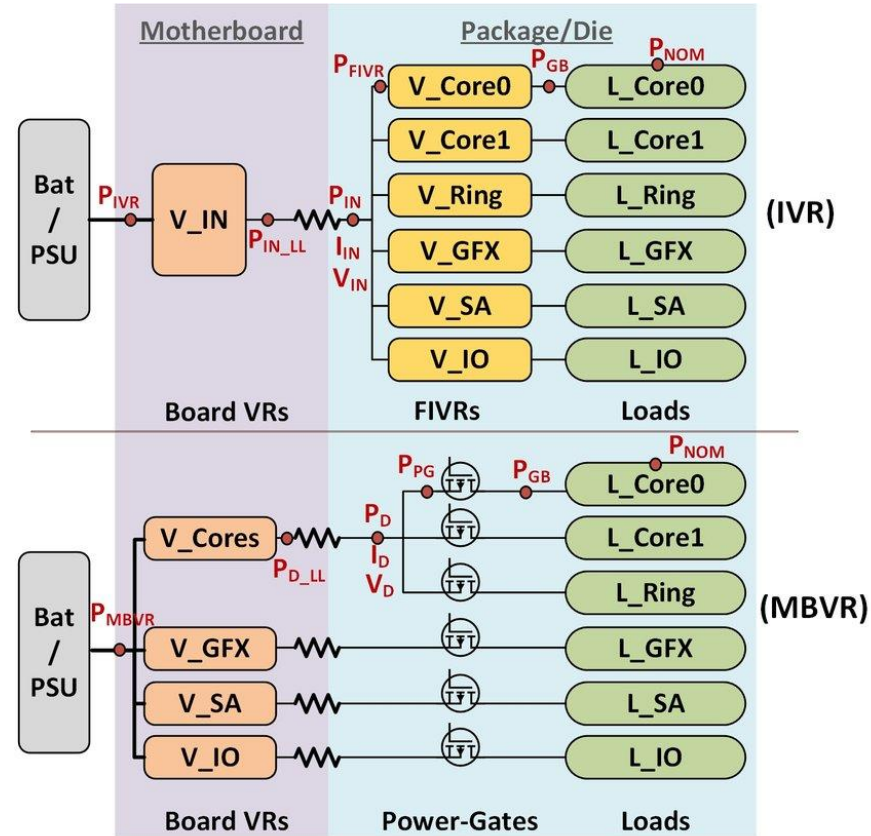 Motherboard
Package/Die
Bat
/
PSU
P_IVR
V_IN
P_IN_LL
P_IN
I_IN
V_IN
P_FIVR
V_Core0
P_GB
P_NOM
L_Core0
V_Core1
L_Core1
V_Ring
L_Ring
V_GFX
L_GFX
V_SA
L_SA
V_IO
L_IO
(IVR)
Board VRs
FIVRs
Loads
Bat
/
PSU
P_MBVR
V_Cores
P_D_LL
P_D
I_D
V_D
P_PG
P_GB
P_NOM
L_Core0
L_Core1
L_Ring
V_GFX
L_GFX
V_SA
L_SA
V_IO
L_IO
(MBVR)
Board VRs
Power-Gates
Loads